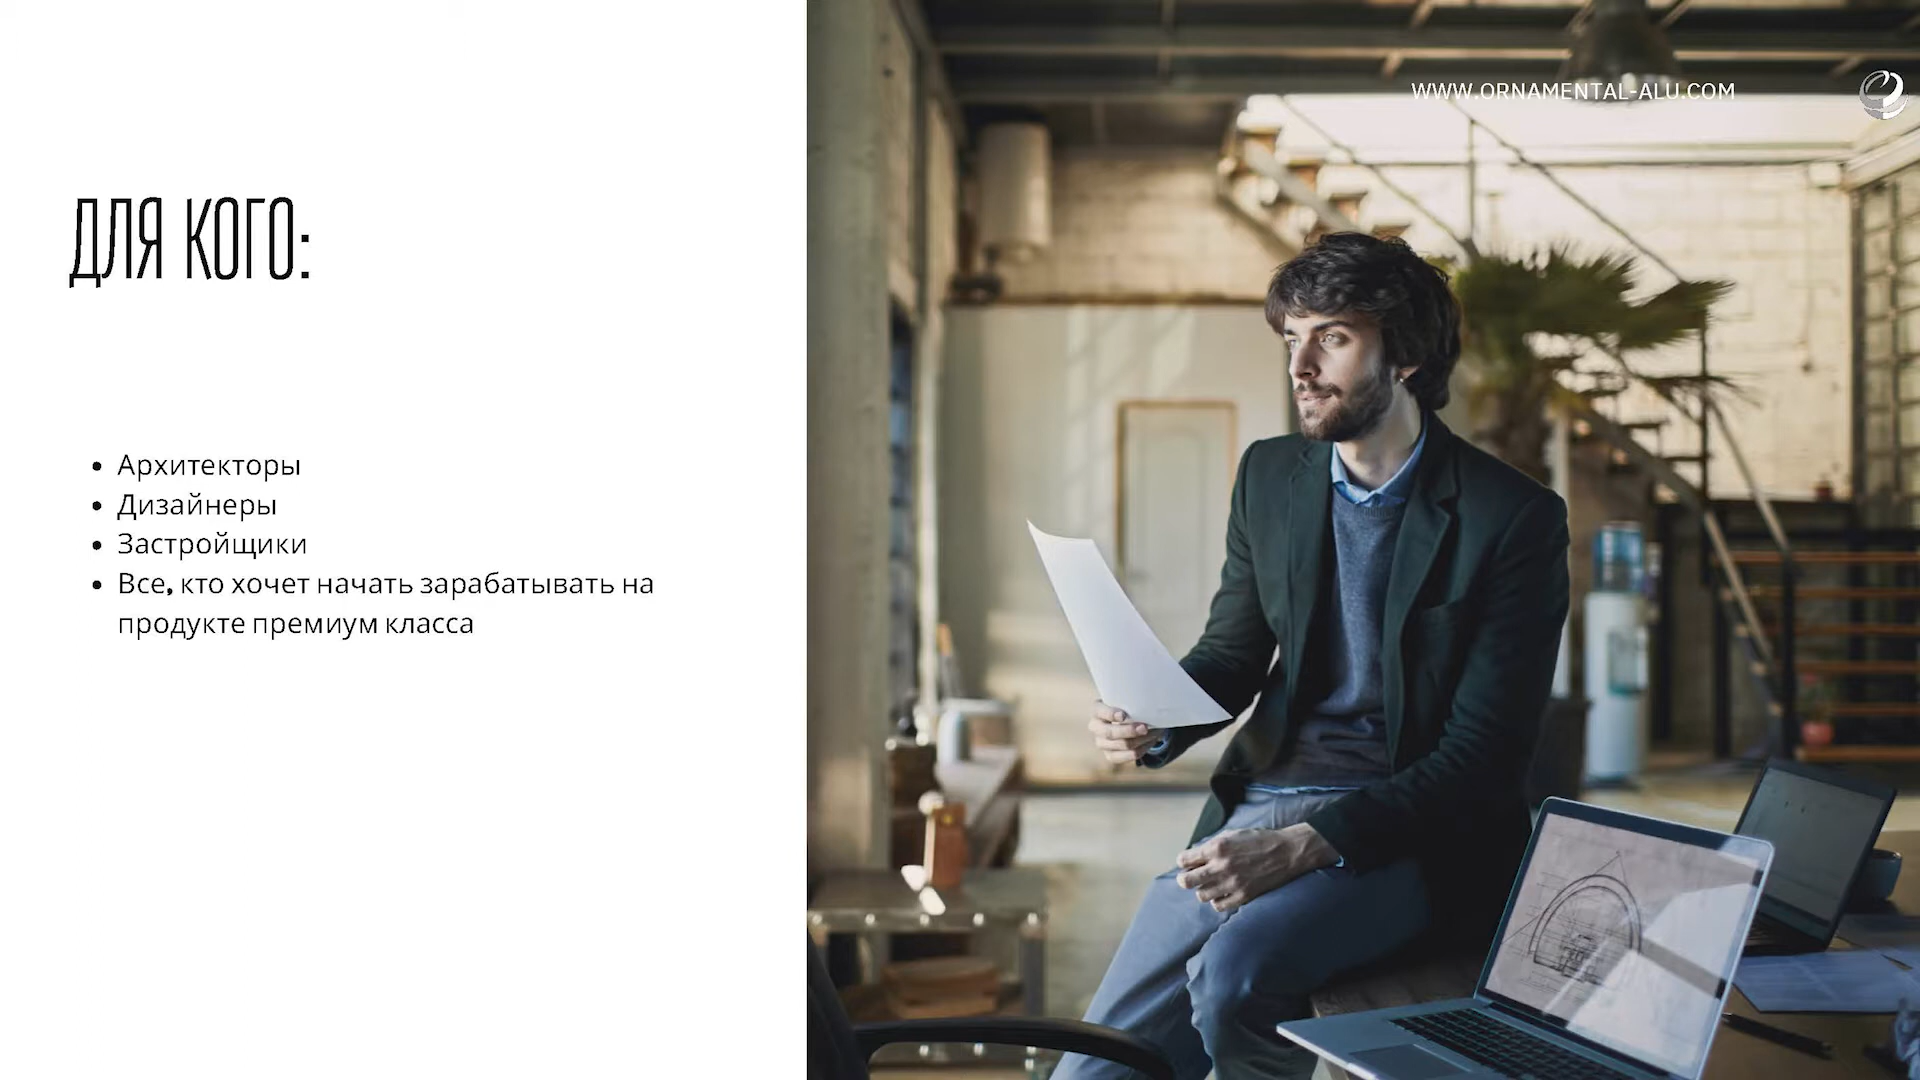 WWW.ORNAMENTAL-ALU.COM
ДЛЯ КОГО:
• Архитекторы
• Дизайнеры
• Застройщики
• Все, кто хочет начать зарабатывать на
продукте премиум класса